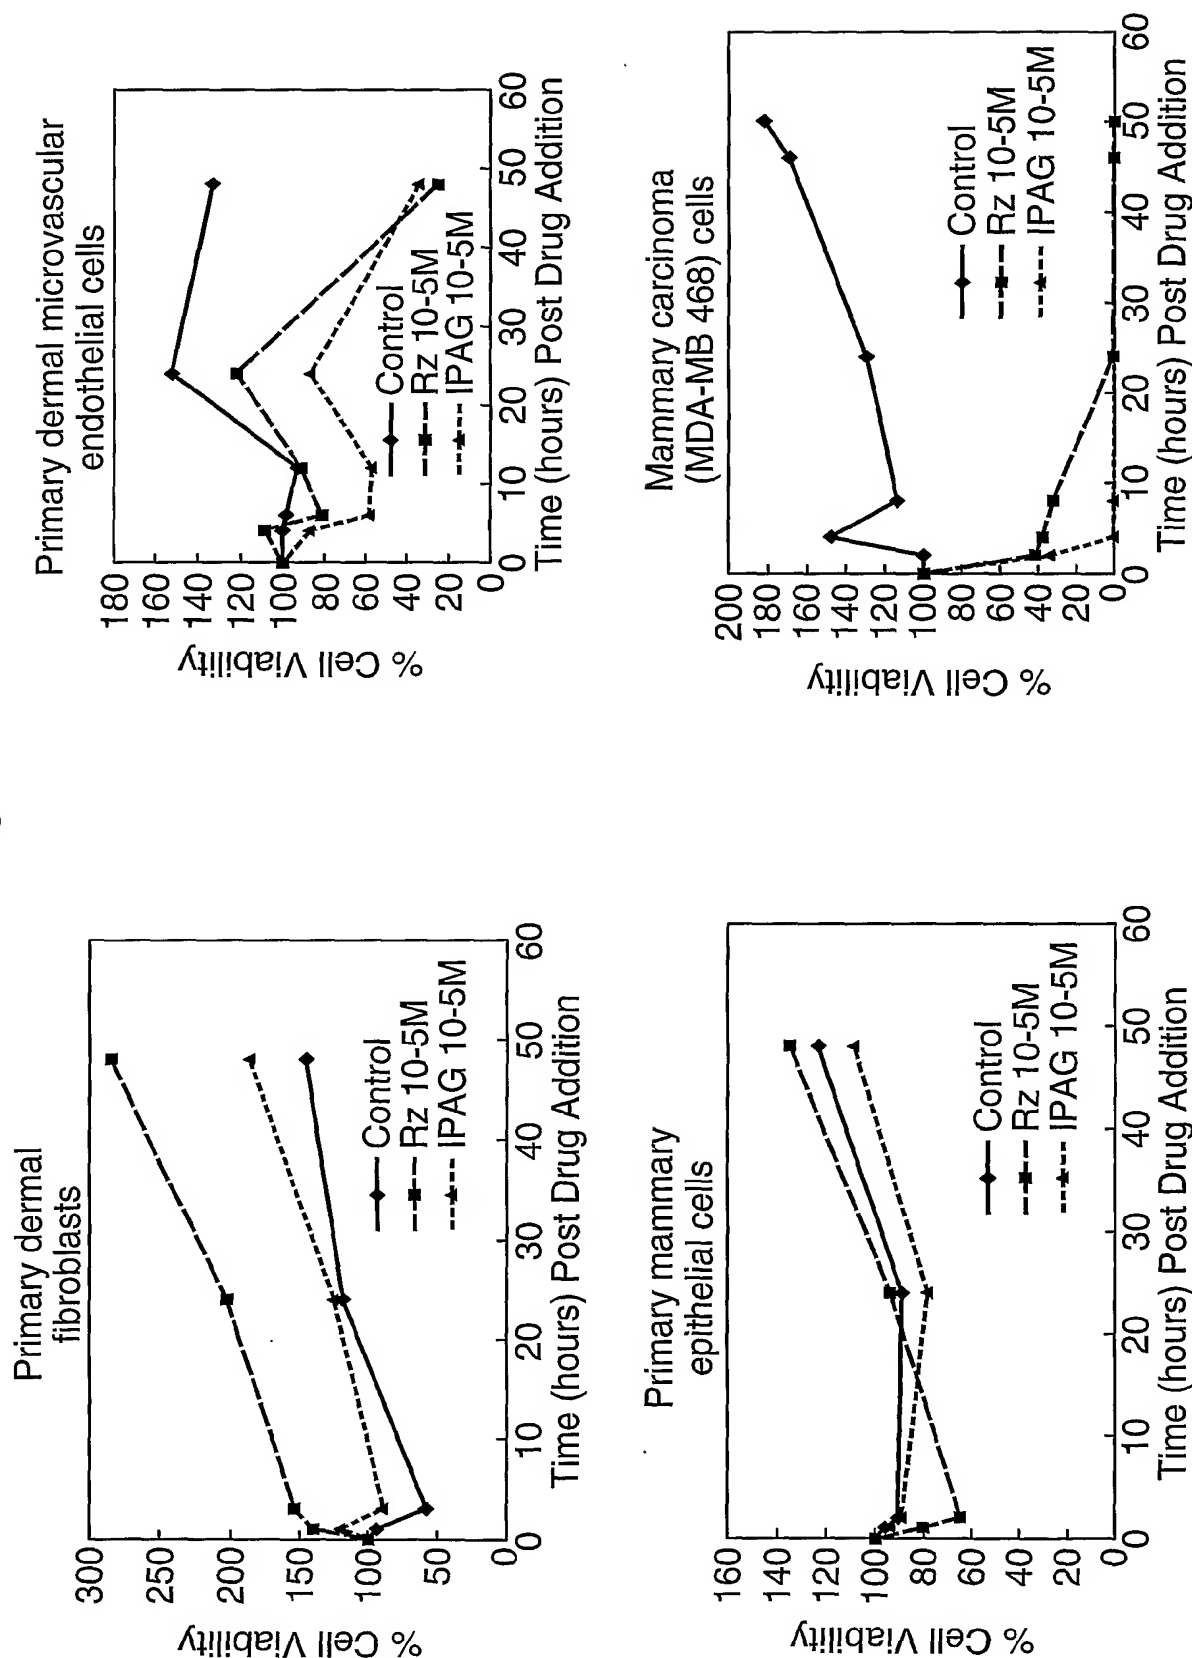 Primary dermal
fibroblasts
300
250
200
150
100
50
0
% Cell Viability
Control
Rz 10-5M
IPAG 10-5M
0 10 20 30 40 50 60
Time (hours) Post Drug Addition
Primary dermal microvascular
endothelial cells
180
160
140
120
100
80
60
40
20
0
% Cell Viability
Control
Rz 10-5M
IPAG 10-5M
0 10 20 30 40 50 60
Time (hours) Post Drug Addition
Primary mammary
epithelial cells
160
140
120
100
80
60
40
20
0
% Cell Viability
Control
Rz 10-5M
IPAG 10-5M
0 10 20 30 40 50 60
Time (hours) Post Drug Addition
Mammary carcinoma
(MDA-MB 468) cells
200
180
160
140
120
100
80
60
40
20
0
% Cell Viability
Control
Rz 10-5M
IPAG 10-5M
0 10 20 30 40 50 60
Time (hours) Post Drug Addition